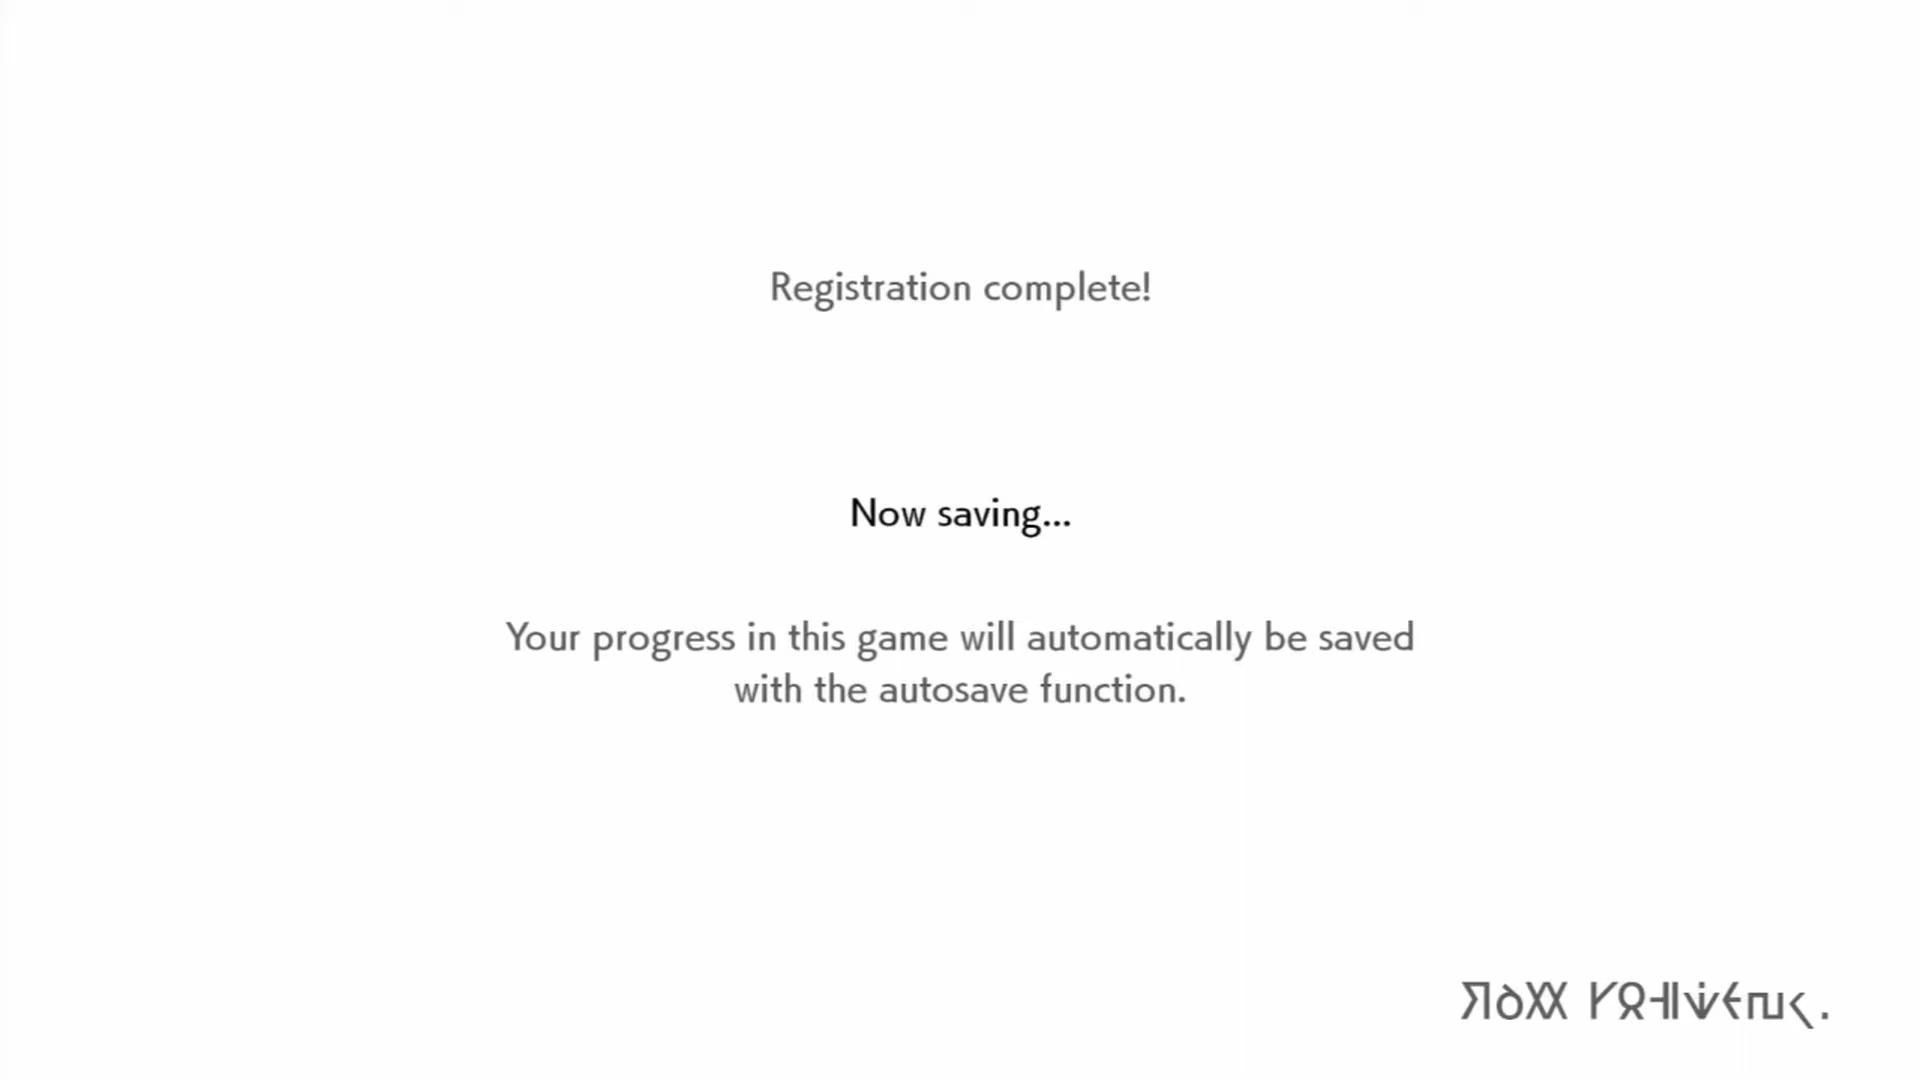 Registration complete!
Now saving...
Your progress in this game will automatically be saved
with the autosave function.